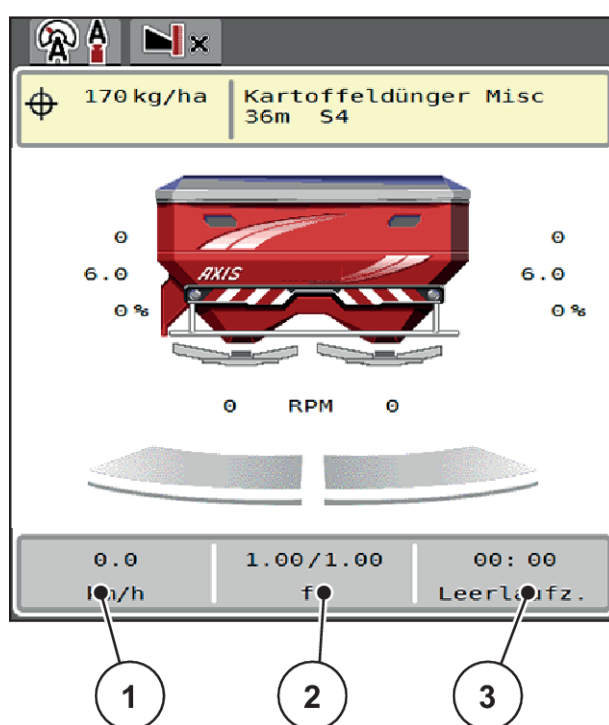 A A
170 kg/ha Kartoffeldünger Misc
36m S4
0 0
6.0 AXIS 6.0
0 % 0 %
0 RPM 0
0.0 1.00/1.00 00:00
km/h f Leerlaufz.
1 2 3